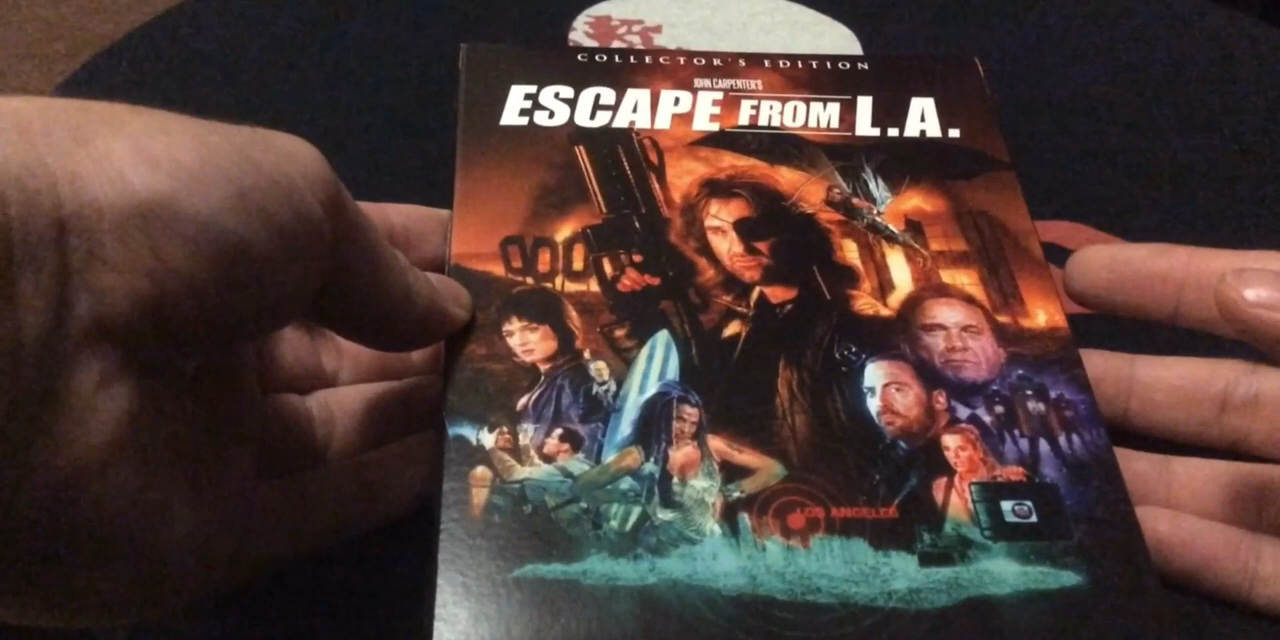 COLLECTOR'S EDITION
JOHN CARPENTER'S
ESCAPE FROM L.A.
LOS ANGELES